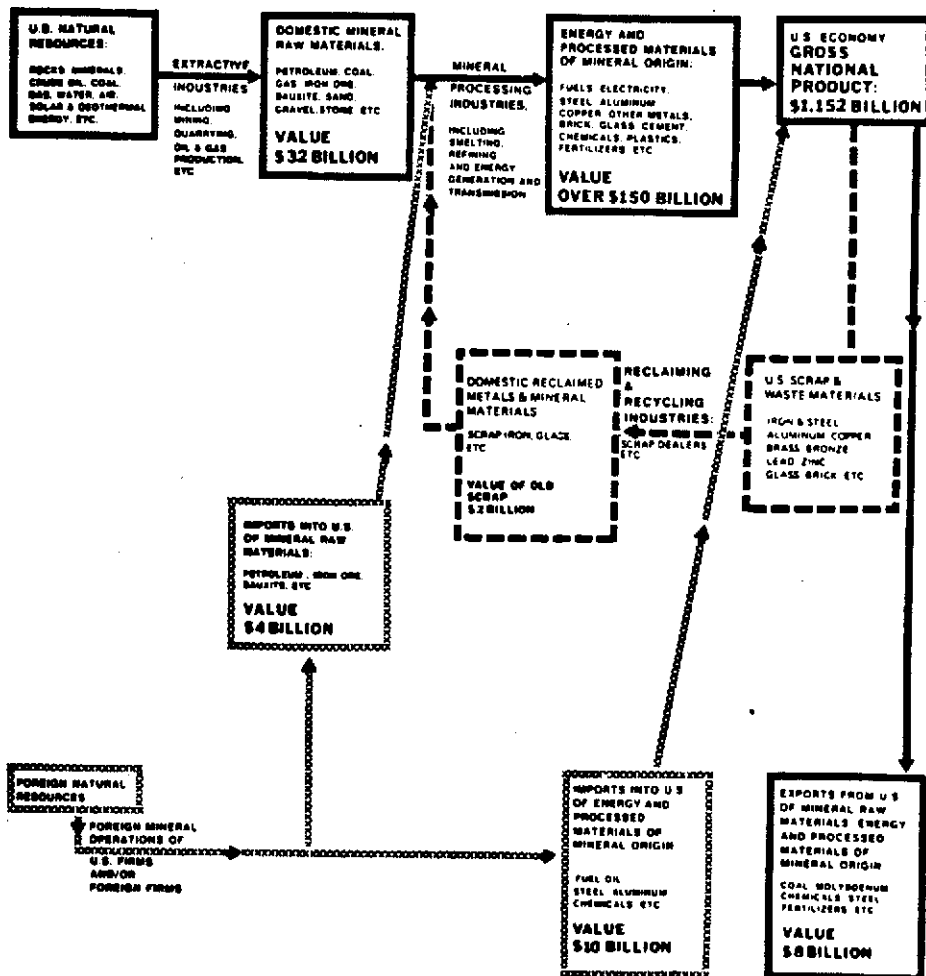 U.S. NATURAL
RESOURCES:
ROCKS MINERALS,
CRUDE OIL, COAL,
GAS, WATER, AIR,
SOLAR & GEOTHERMAL
ENERGY, ETC.
EXTRACTIVE
INDUSTRIES
INCLUDING
MINING,
QUARRYING,
OIL & GAS
PRODUCTION,
ETC
DOMESTIC MINERAL
RAW MATERIALS.
PETROLEUM, COAL,
GAS, IRON ORE,
BAUXITE, SAND,
GRAVEL, STONE ETC
VALUE
$32 BILLION
MINERAL
PROCESSING
INDUSTRIES.
INCLUDING
SMELTING,
REFINING
AND ENERGY
GENERATION AND
TRANSMISSION
ENERGY AND
PROCESSED MATERIALS
OF MINERAL ORIGIN:
FUELS ELECTRICITY,
STEEL ALUMINUM
COPPER OTHER METALS,
BRICK, GLASS CEMENT,
CHEMICALS, PLASTICS,
FERTILIZERS ETC
VALUE
OVER $150 BILLION
U S ECONOMY
GROSS
NATIONAL
PRODUCT:
$1,152 BILLION
DOMESTIC RECLAIMED
METALS & MINERAL
MATERIALS
SCRAP IRON, GLASS,
ETC
VALUE OF OLD
SCRAP
$2 BILLION
RECLAIMING
&
RECYCLING
INDUSTRIES:
SCRAP DEALERS
ETC
U S SCRAP &
WASTE MATERIALS
IRON & STEEL
ALUMINUM COPPER
BRASS BRONZE
LEAD ZINC
GLASS BRICK ETC
IMPORTS INTO U.S.
OF MINERAL RAW
MATERIALS:
PETROLEUM, IRON ORE,
BAUXITE, ETC
VALUE
$4 BILLION
FOREIGN NATURAL
RESOURCES
FOREIGN MINERAL
OPERATIONS OF
U.S. FIRMS
AND/OR
FOREIGN FIRMS
IMPORTS INTO U S
OF ENERGY AND
PROCESSED
MATERIALS OF
MINERAL ORIGIN
FUEL OIL
STEEL ALUMINUM
CHEMICALS ETC
VALUE
$10 BILLION
EXPORTS FROM U S
OF MINERAL RAW
MATERIALS ENERGY
AND PROCESSED
MATERIALS OF
MINERAL ORIGIN
COAL MOLYBDENUM
CHEMICALS STEEL
FERTILIZERS ETC
VALUE
$8 BILLION